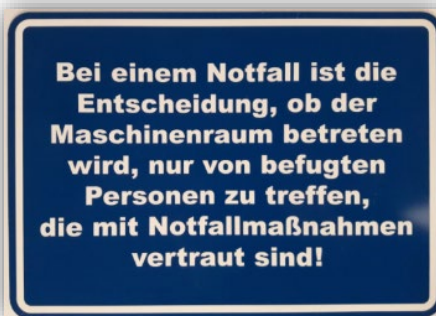 Bei einem Notfall ist die
Entscheidung, ob der
Maschinenraum betreten
wird, nur von befugten
Personen zu treffen,
die mit Notfallmaßnahmen
vertraut sind!